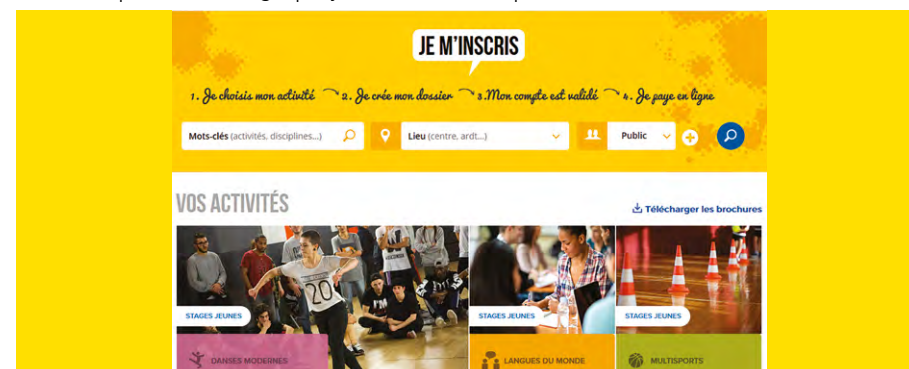 JE M'INSCRIS
1. Je choisis mon activité 2. Je crée mon dossier 3. Mon compte est validé 4. Je paye en ligne
Mots-clés (activités, disciplines...) Lieu (centre, ardt...) Public
VOS ACTIVITÉS
Télécharger les brochures
20
STAGES JEUNES STAGES JEUNES STAGES JEUNES
DANSES MODERNES LANGUES DU MONDE MULTISPORTS